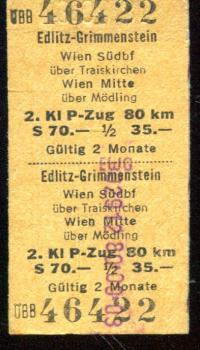 ÜBB 46422
Edlitz-Grimmenstein
Wien Südbf
über Traiskirchen
Wien Mitte
über Mödling
2. Kl P-Zug 80 km
S 70.— ½ 35.—
Gültig 2 Monate
Edlitz-Grimmenstein
Wien Südbf
über Traiskirchen
Wien Mitte
über Mödling
2. Kl P-Zug 80 km
S 70.— ½ 35.—
Gültig 2 Monate
ÜBB 46422